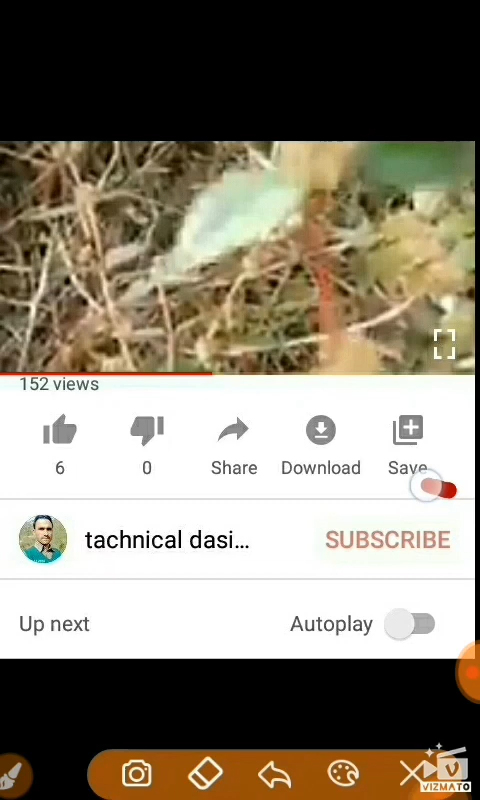 152 views
6
0
Share
Download
Save
tachnical dasi...
SUBSCRIBE
Up next
Autoplay
VIZMATO